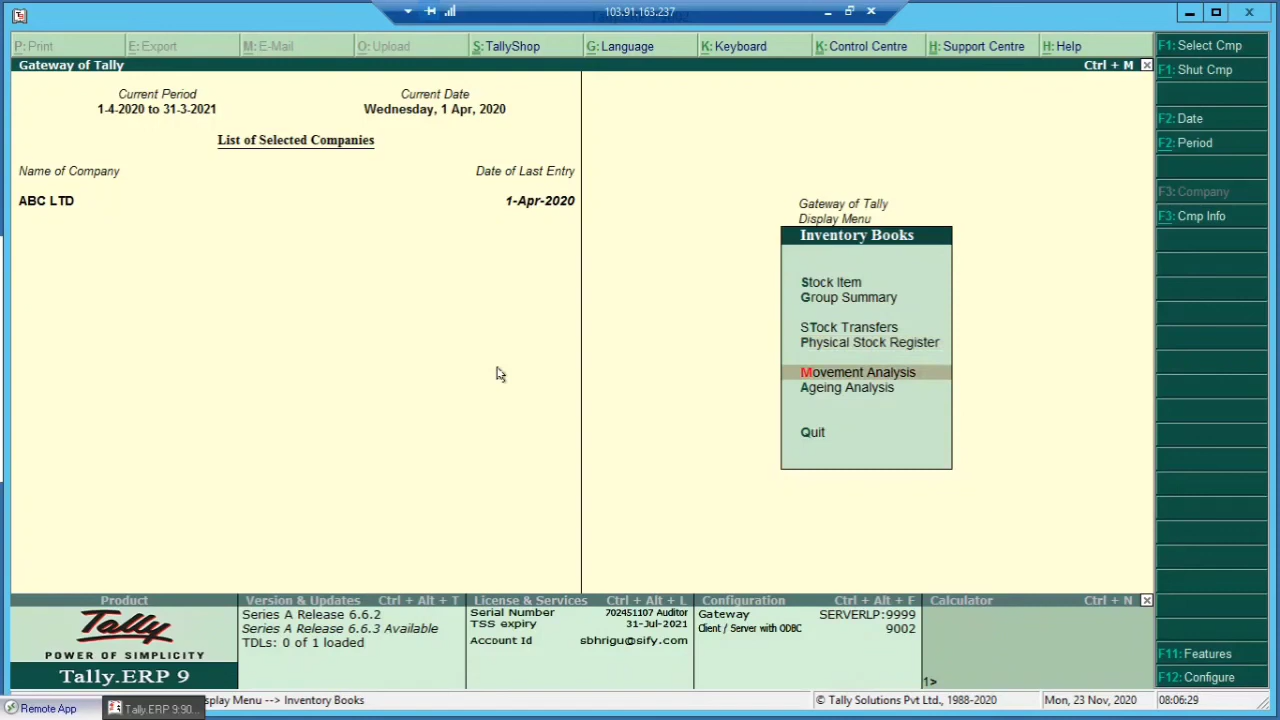 103.91.163.237
P: Print E: Export M: E-Mail O: Upload S: TallyShop G: Language K: Keyboard K: Control Centre H: Support Centre H: Help
Gateway of Tally Ctrl + M
Current Period Current Date
1-4-2020 to 31-3-2021 Wednesday, 1 Apr, 2020
List of Selected Companies
Name of Company Date of Last Entry
ABC LTD 1-Apr-2020
Gateway of Tally
Display Menu
Inventory Books
Stock Item
Group Summary
STock Transfers
Physical Stock Register
Movement Analysis
Ageing Analysis
Quit
F1: Select Cmp
F1: Shut Cmp
F2: Date
F2: Period
F3: Company
F3: Cmp Info
F11: Features
F12: Configure
Product
Tally
POWER OF SIMPLICITY
Tally.ERP 9
Version & Updates Ctrl + Alt + T
Series A Release 6.6.2
Series A Release 6.6.3 Available
TDLs: 0 of 1 loaded
License & Services Ctrl + Alt + L
Serial Number 702451107 Auditor
TSS expiry 31-Jul-2021
Account Id sbhrigu@sify.com
Configuration Ctrl + Alt + F
Gateway SERVERLP:9999
Client / Server with ODBC 9002
Calculator Ctrl + N
1>
splay Menu --> Inventory Books © Tally Solutions Pvt Ltd., 1988-2020 Mon, 23 Nov, 2020 08:06:29
Remote App Tally.ERP 9:90...